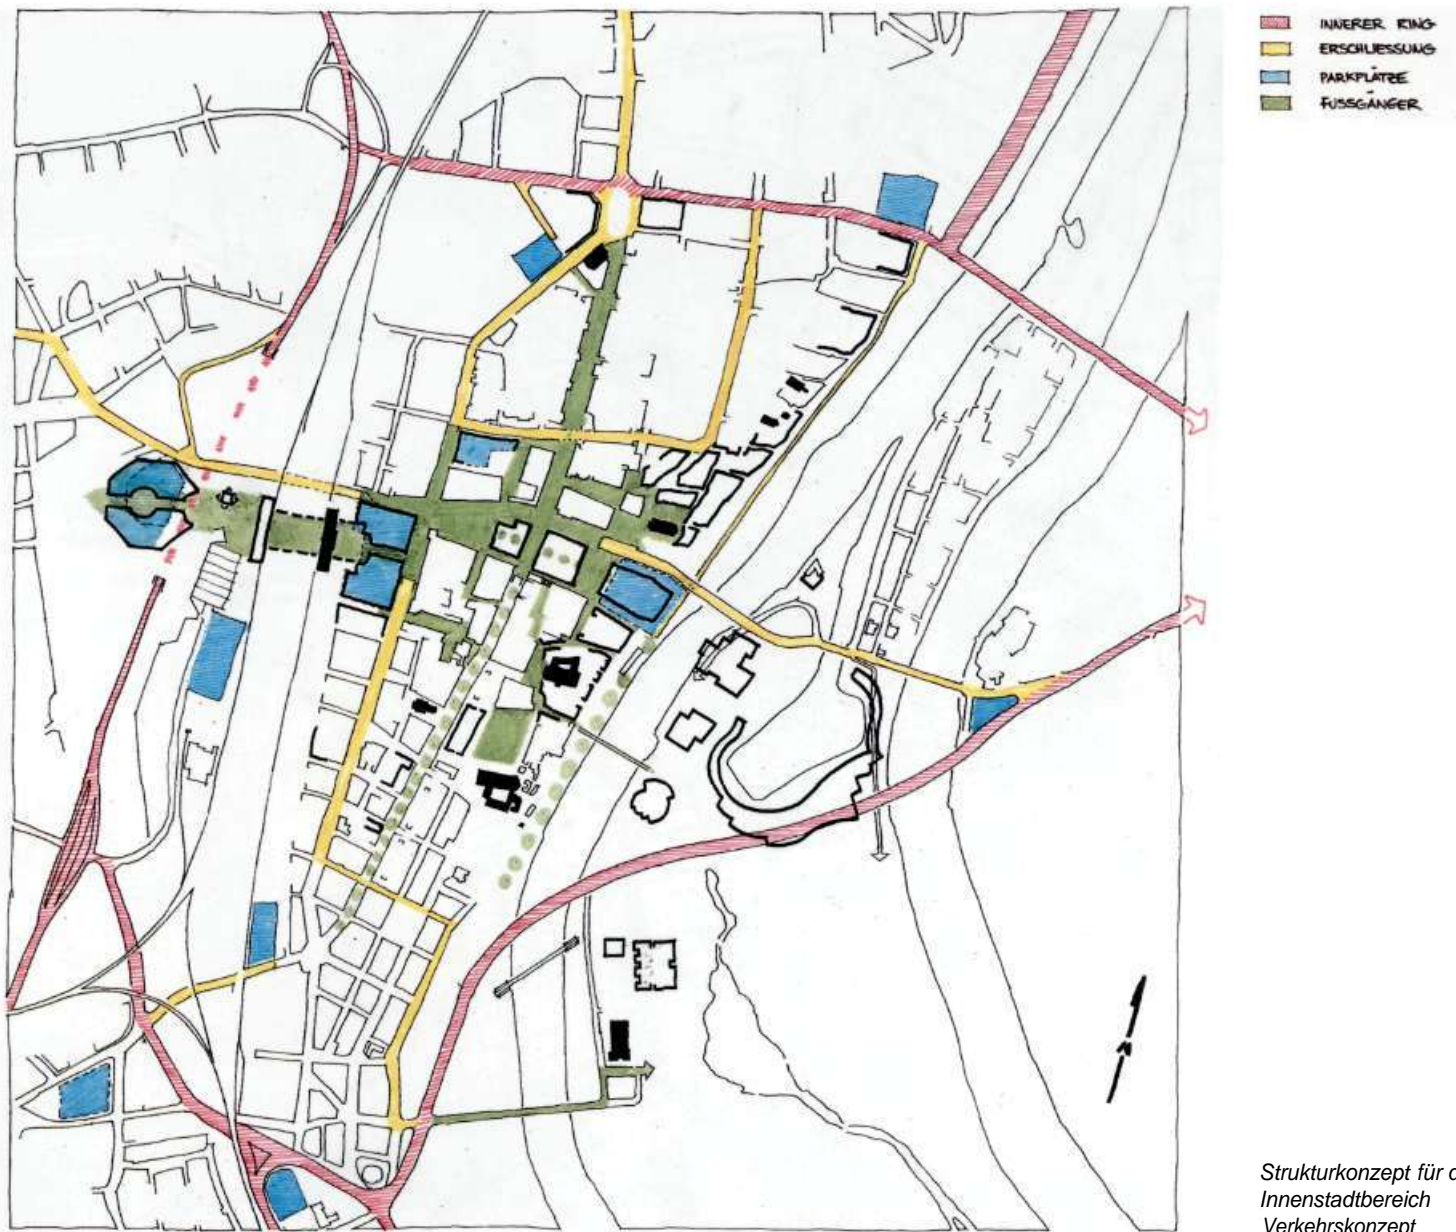 INNERER RING
ERSCHLIESSUNG
PARKPLÄTZE
FUSSGÄNGER
N
Strukturkonzept für
Innenstadtbereich
Verkehrskonzept